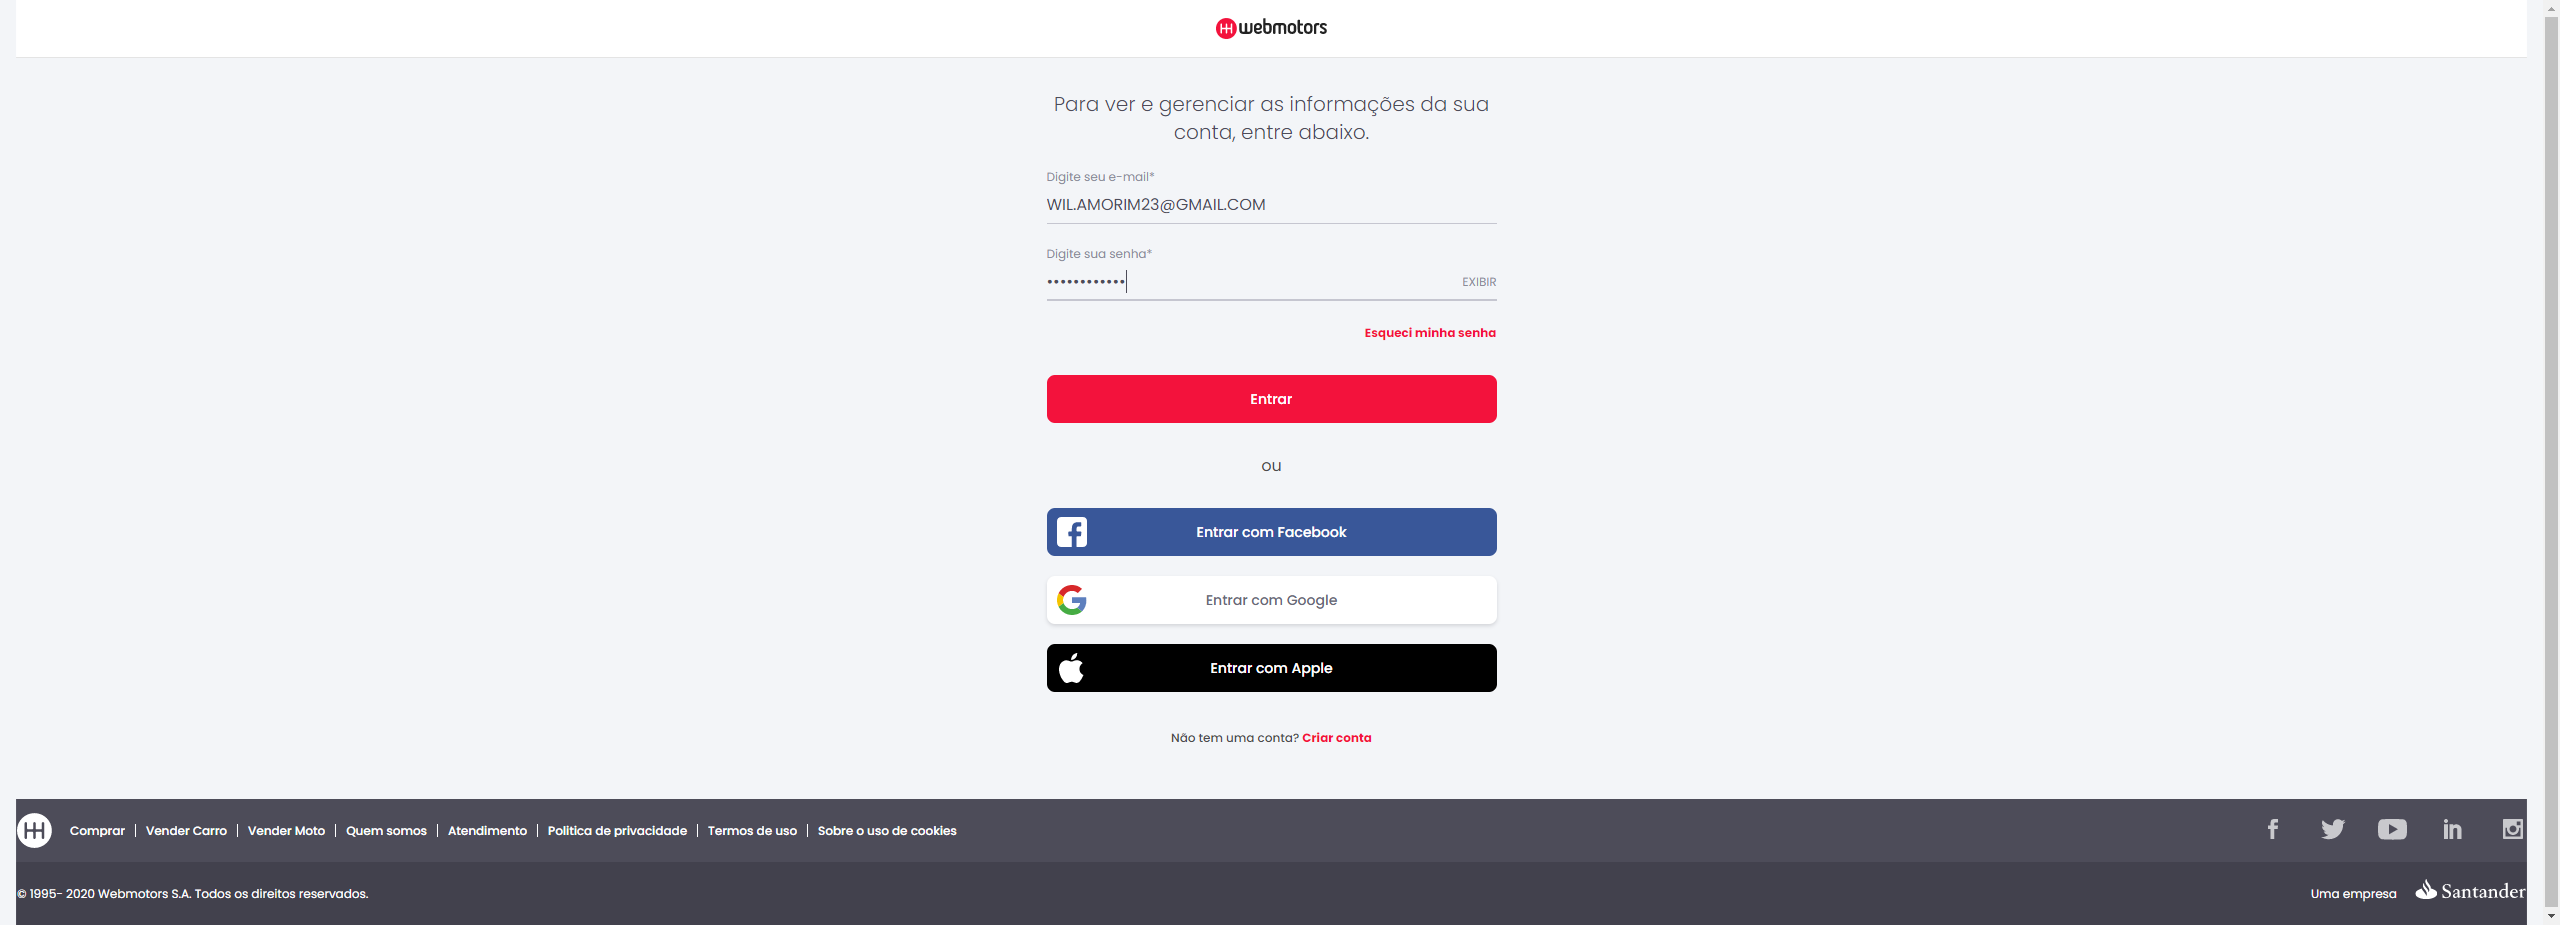 webmotors
Para ver e gerenciar as informações da sua
conta, entre abaixo.
Digite seu e-mail*
WIL.AMORIM23@GMAIL.COM
Digite sua senha*
••••••••••••
EXIBIR
Esqueci minha senha
Entrar
ou
Entrar com Facebook
Entrar com Google
Entrar com Apple
Não tem uma conta? Criar conta
Comprar | Vender Carro | Vender Moto | Quem somos | Atendimento | Politica de privacidade | Termos de uso | Sobre o uso de cookies
© 1995- 2020 Webmotors S.A. Todos os direitos reservados.
Uma empresa Santander